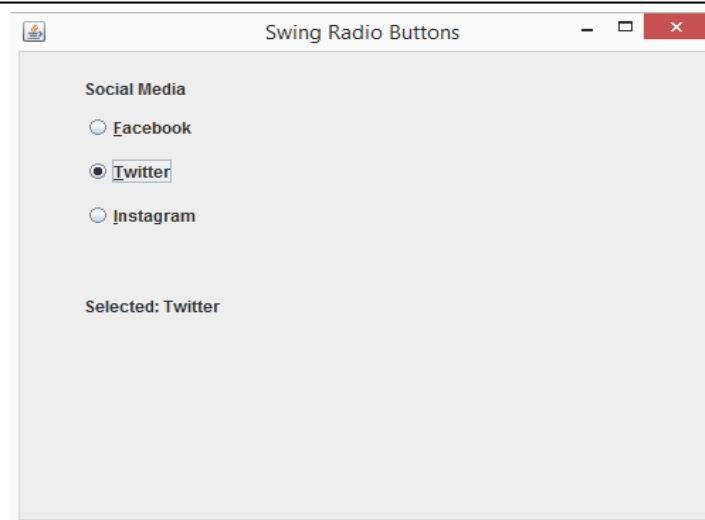 Swing Radio Buttons
Social Media
Facebook
Twitter
Instagram
Selected: Twitter